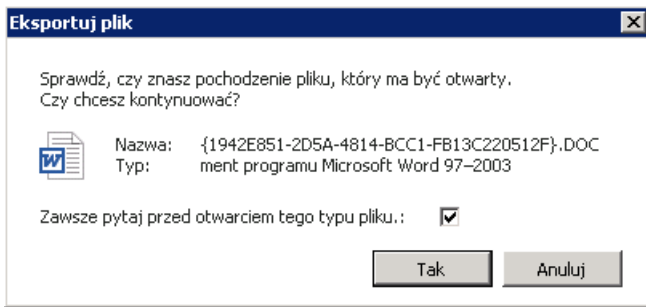 Eksportuj plik
Sprawdź, czy znasz pochodzenie pliku, który ma być otwarty.
Czy chcesz kontynuować?
Nazwa: {1942E851-2D5A-4814-BCC1-FB13C220512F}.DOC
Typ: ment programu Microsoft Word 97–2003
Zawsze pytaj przed otwarciem tego typu pliku.:
Tak Anuluj